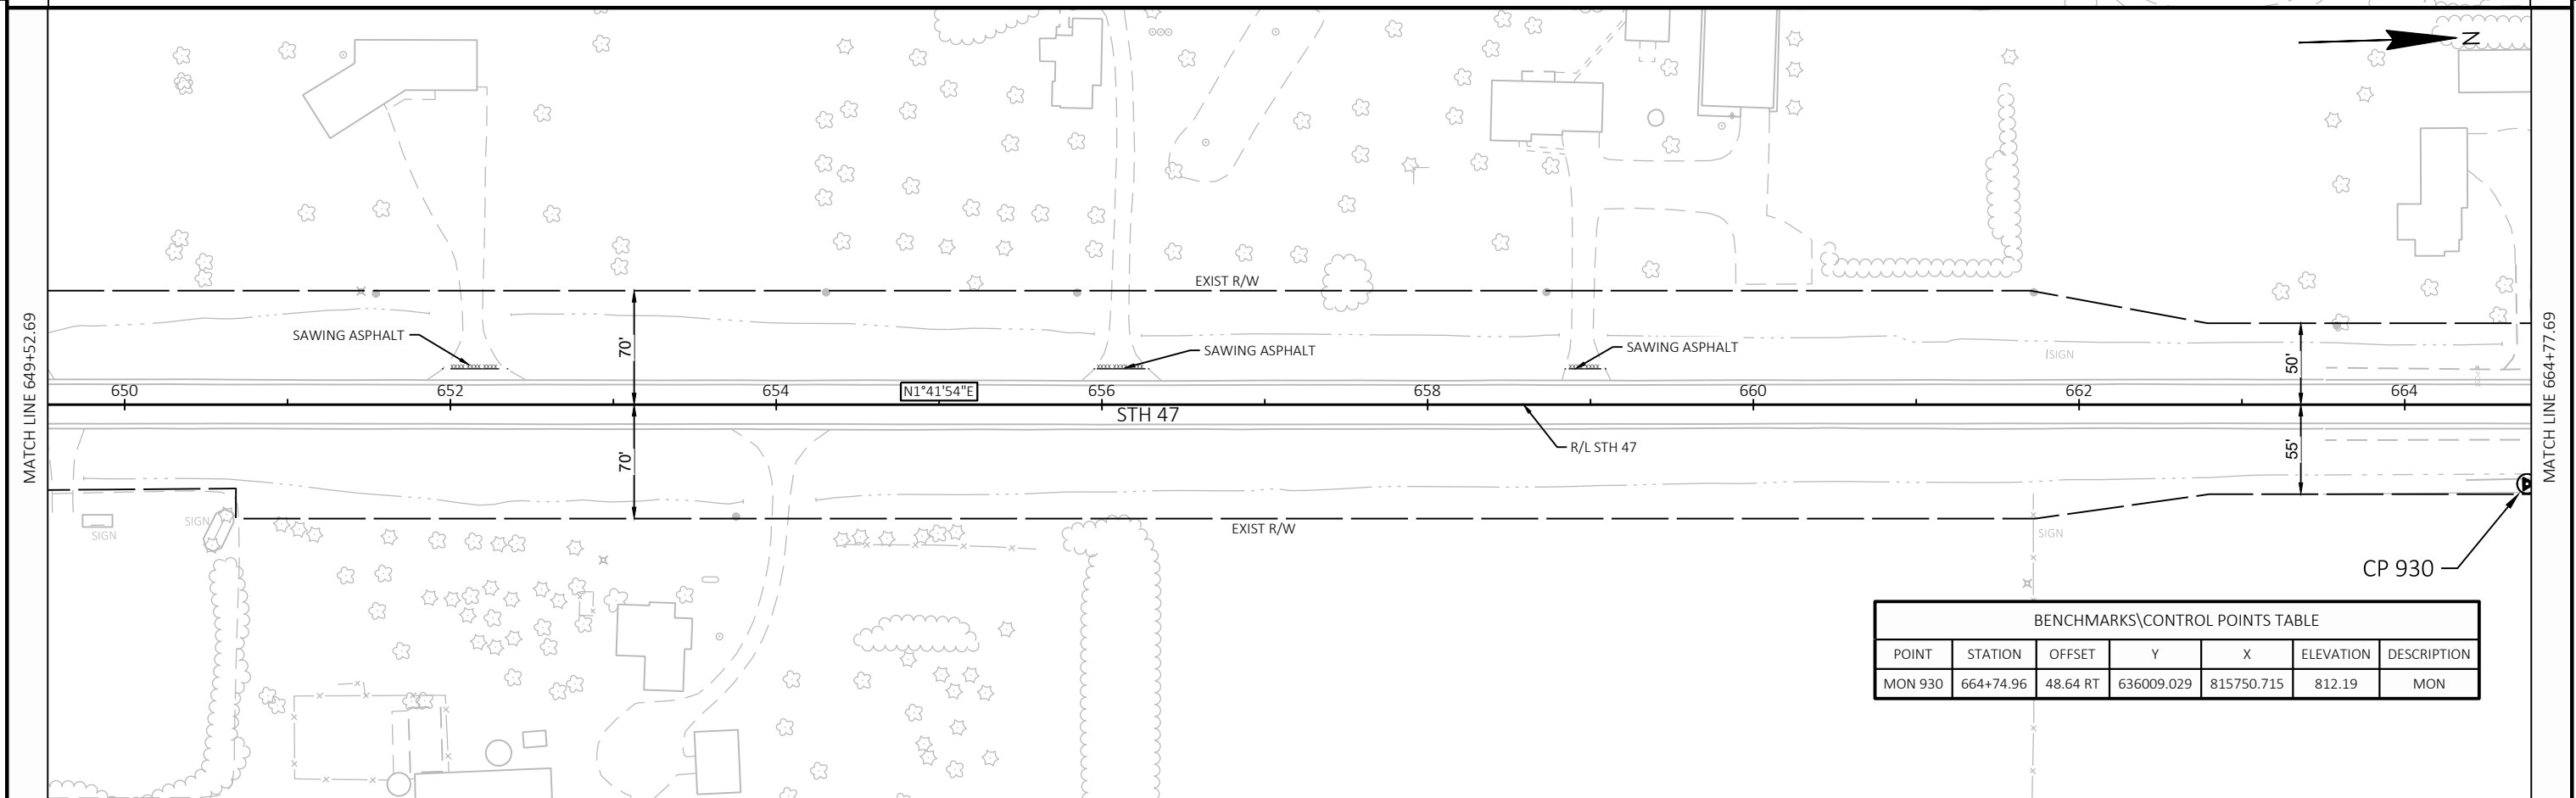 N
EXIST R/W
SAWING ASPHALT
SAWING ASPHALT
SAWING ASPHALT
70'
50'
SIGN
MATCH LINE 649+52.69
MATCH LINE 664+77.69
650 652 654 N1°41'54"E 656 658 660 662 664
STH 47
R/L STH 47
70'
55'
SIGN
SIGN
EXIST R/W
SIGN
CP 930
BENCHMARKS\CONTROL POINTS TABLE
POINT STATION OFFSET Y X ELEVATION DESCRIPTION
MON 930 664+74.96 48.64 RT 636009.029 815750.715 812.19 MON